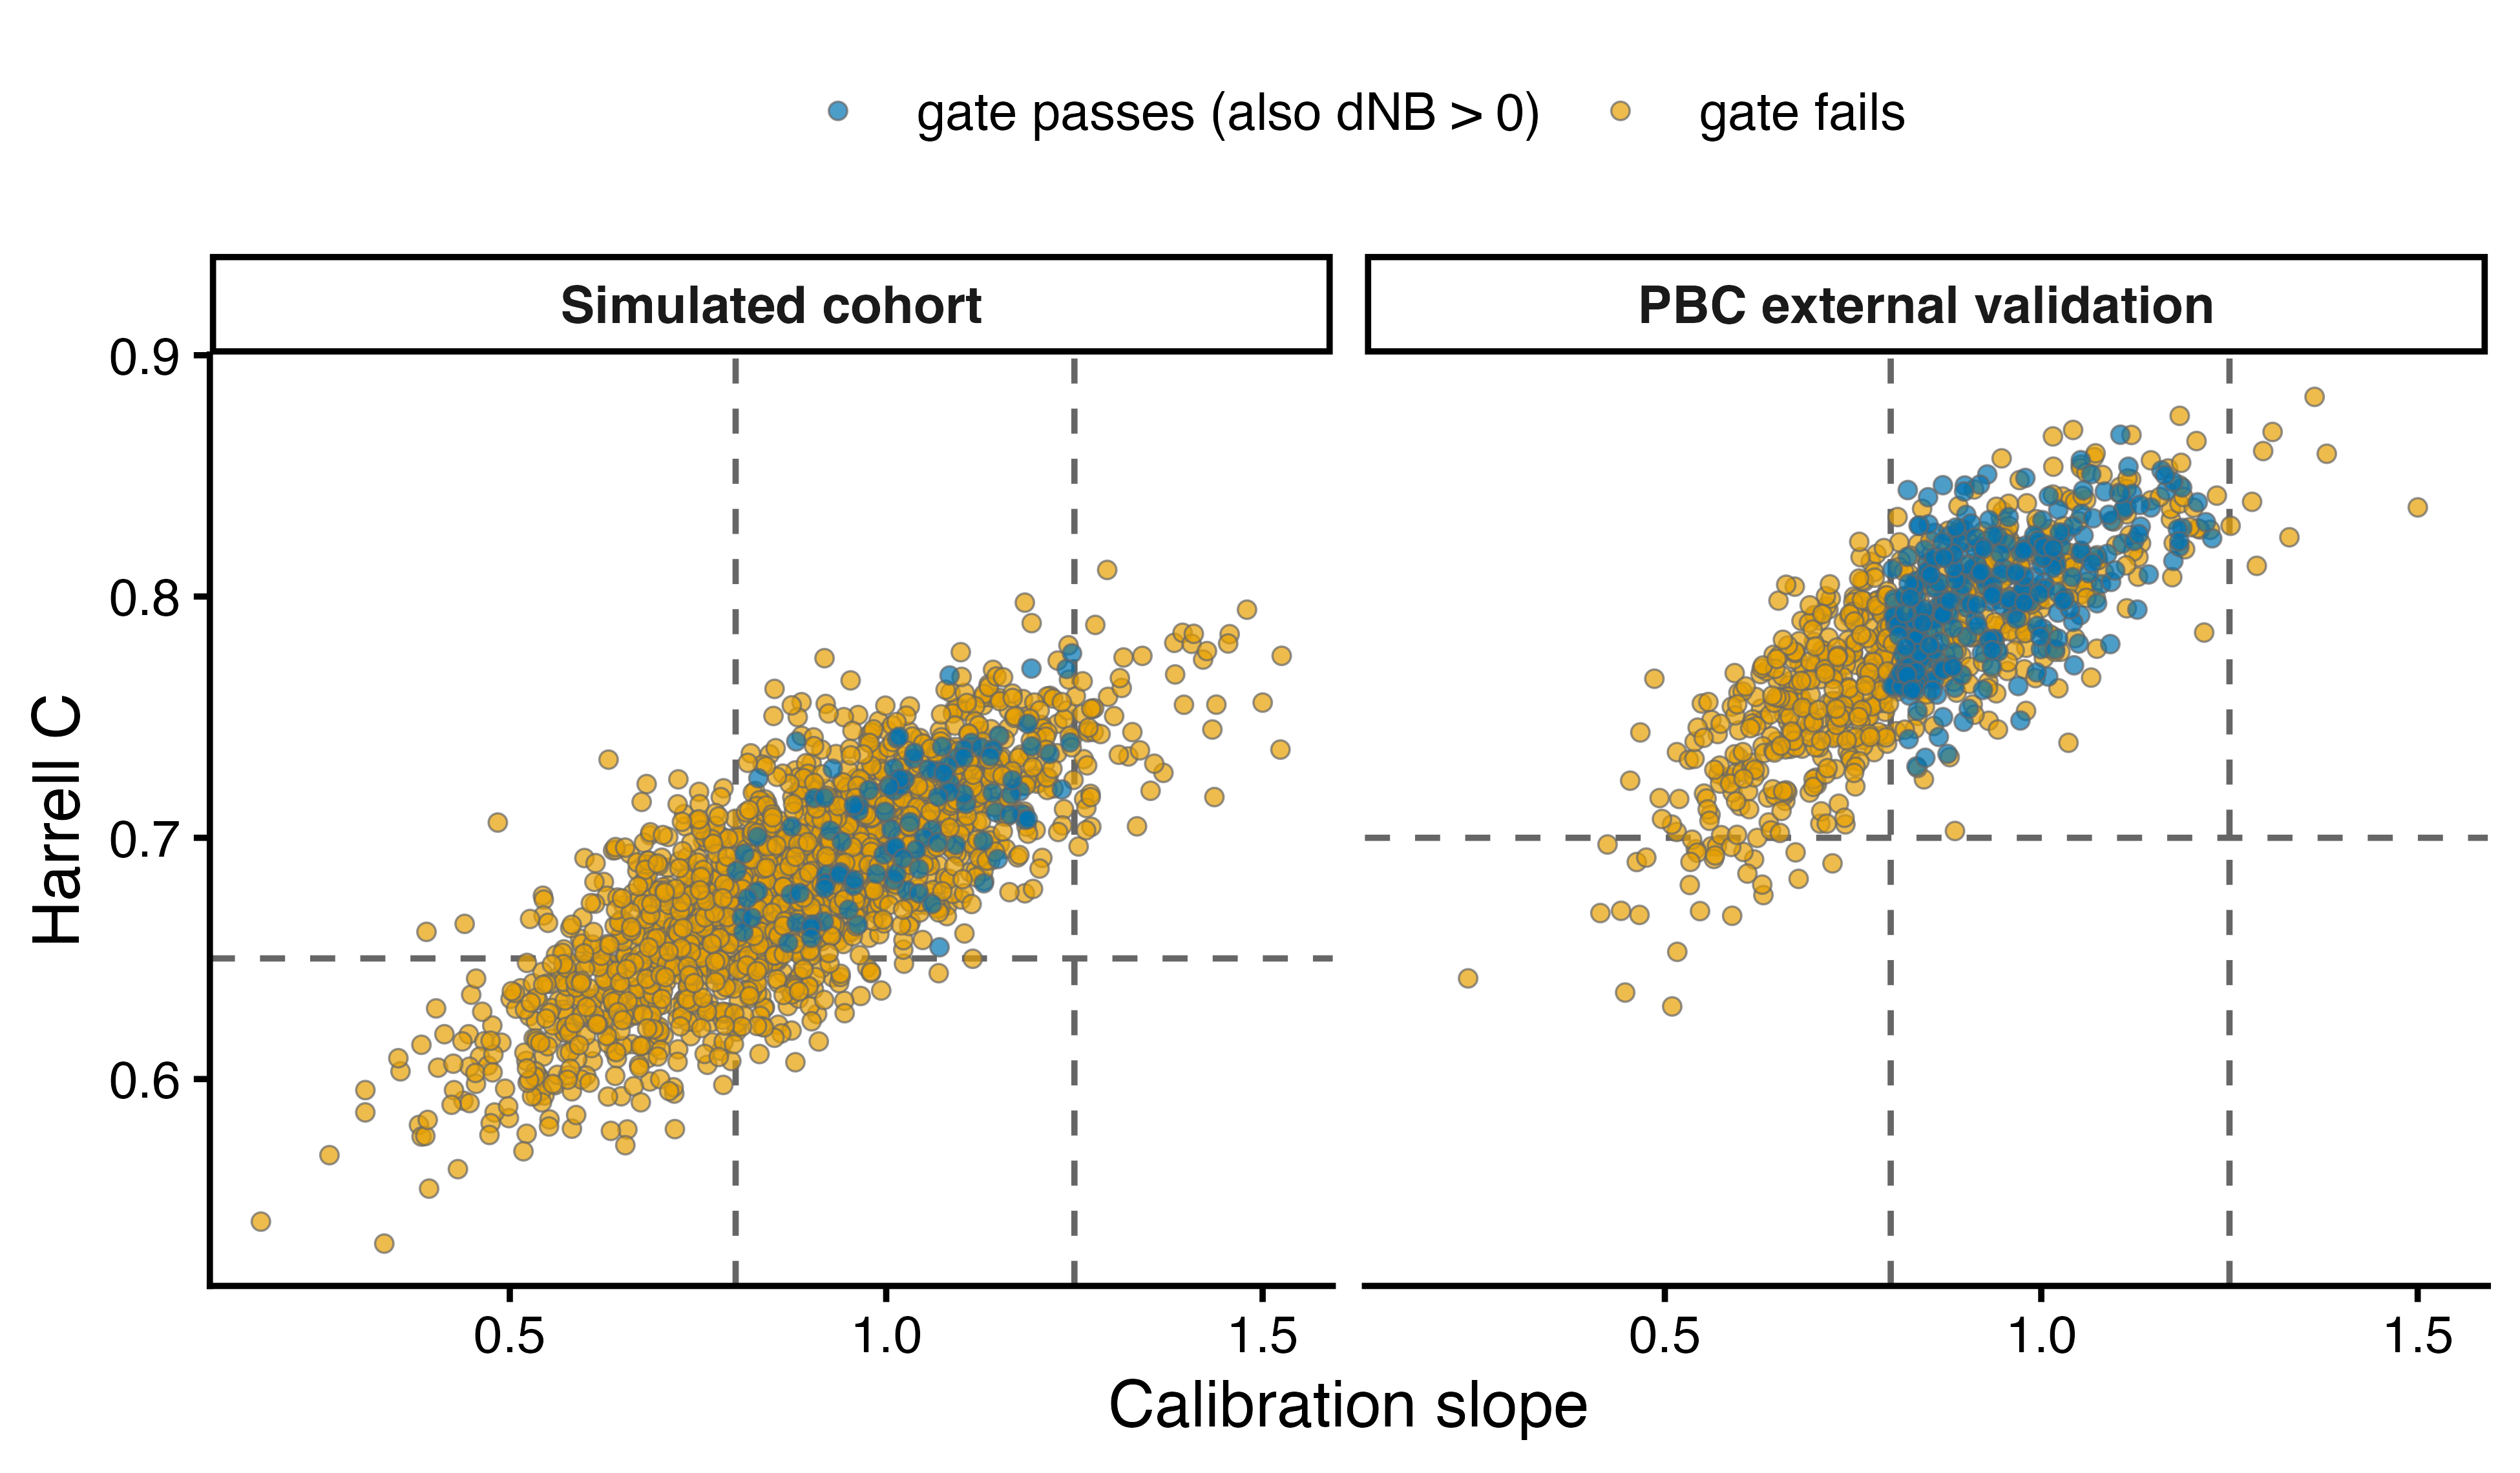 gate passes (also dNB > 0) gate fails
Simulated cohort PBC external validation
Harrell C
0.9
0.8
0.7
0.6
0.5 1.0 1.5 0.5 1.0 1.5
Calibration slope